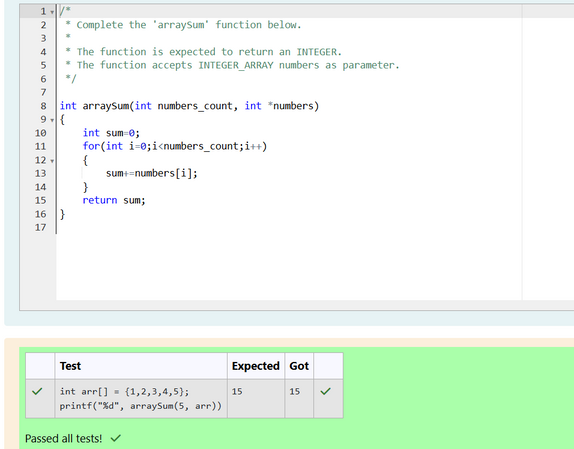 1 /*
2  * Complete the 'arraySum' function below.
3  *
4  * The function is expected to return an INTEGER.
5  * The function accepts INTEGER_ARRAY numbers as parameter.
6  */
7
8 int arraySum(int numbers_count, int *numbers)
9 {
10     int sum=0;
11     for(int i=0;i<numbers_count;i++)
12     {
13         sum+=numbers[i];
14     }
15     return sum;
16 }
17
Test Expected Got
✓ int arr[] = {1,2,3,4,5}; 15 15 ✓
printf("%d", arraySum(5, arr))
Passed all tests! ✓